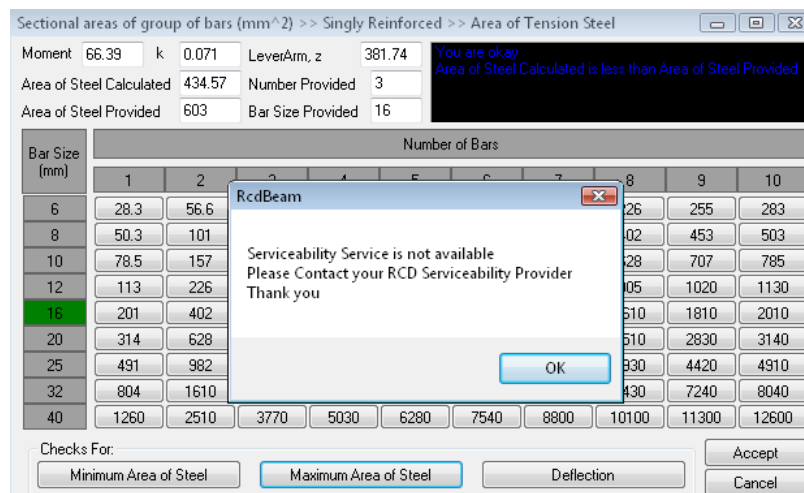 Sectional areas of group of bars (mm^2) >> Singly Reinforced >> Area of Tension Steel
Moment 66.39 k 0.071 LeverArm, z 381.74
You are okay
Area of Steel Calculated is less than Area of Steel Provided
Area of Steel Calculated 434.57 Number Provided 3
Area of Steel Provided 603 Bar Size Provided 16
Bar Size
(mm)
Number of Bars
1 2 8 9 10
6 28.3 56.6 226 255 283
8 50.3 101 402 453 503
10 78.5 157 628 707 785
12 113 226 905 1020 1130
16 201 402 1610 1810 2010
20 314 628 2510 2830 3140
25 491 982 3930 4420 4910
32 804 1610 6430 7240 8040
40 1260 2510 3770 5030 6280 7540 8800 10100 11300 12600
RcdBeam
Serviceability Service is not available
Please Contact your RCD Serviceability Provider
Thank you
OK
Checks For:
Minimum Area of Steel Maximum Area of Steel Deflection
Accept
Cancel